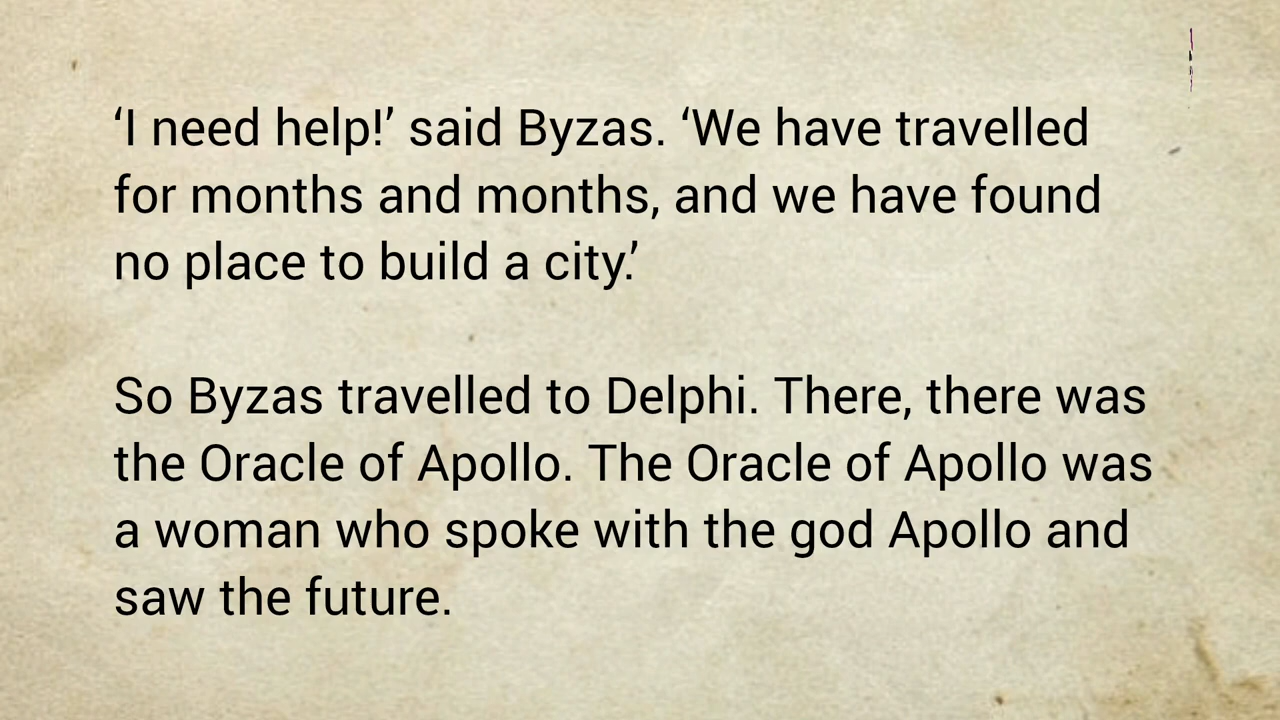 ‘I need help!’ said Byzas. ‘We have travelled
for months and months, and we have found
no place to build a city.’
So Byzas travelled to Delphi. There, there was
the Oracle of Apollo. The Oracle of Apollo was
a woman who spoke with the god Apollo and
saw the future.